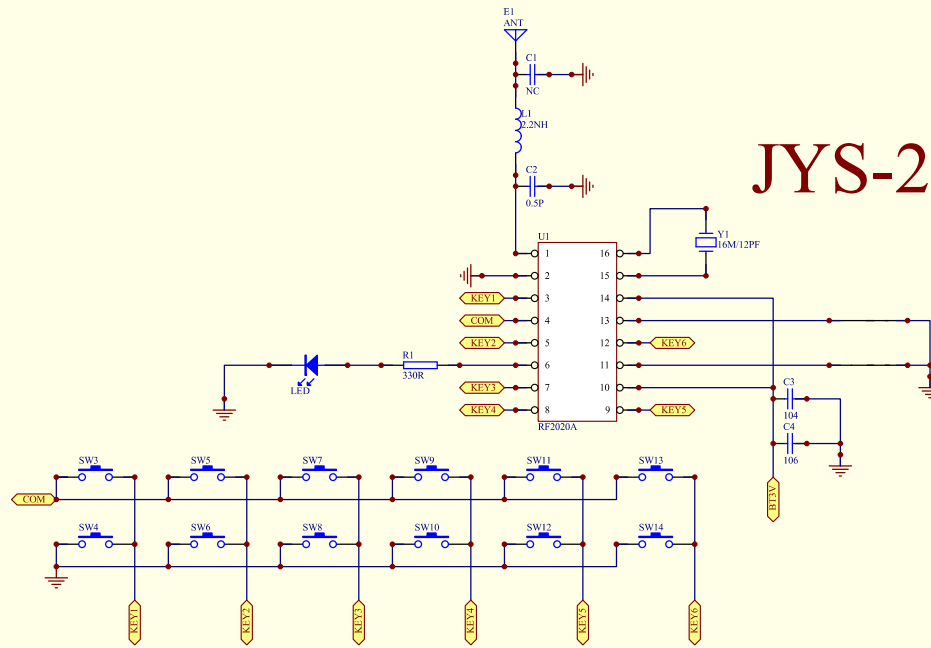 E1
ANT
C1
NC
L1
2.2NH
JYS-2
C2
0.5P
U1
Y1
16M/12PF
1
16
2
15
KEY1
3
14
COM
4
13
KEY2
5
12
KEY6
R1
6
11
330R
LED
KEY3
7
10
C3
KEY4
8
9
KEY5
104
RF2020A
C4
106
SW3
SW5
SW7
SW9
SW11
SW13
BT3V
COM
SW4
SW6
SW8
SW10
SW12
SW14
KEY1
KEY2
KEY3
KEY4
KEY5
KEY6